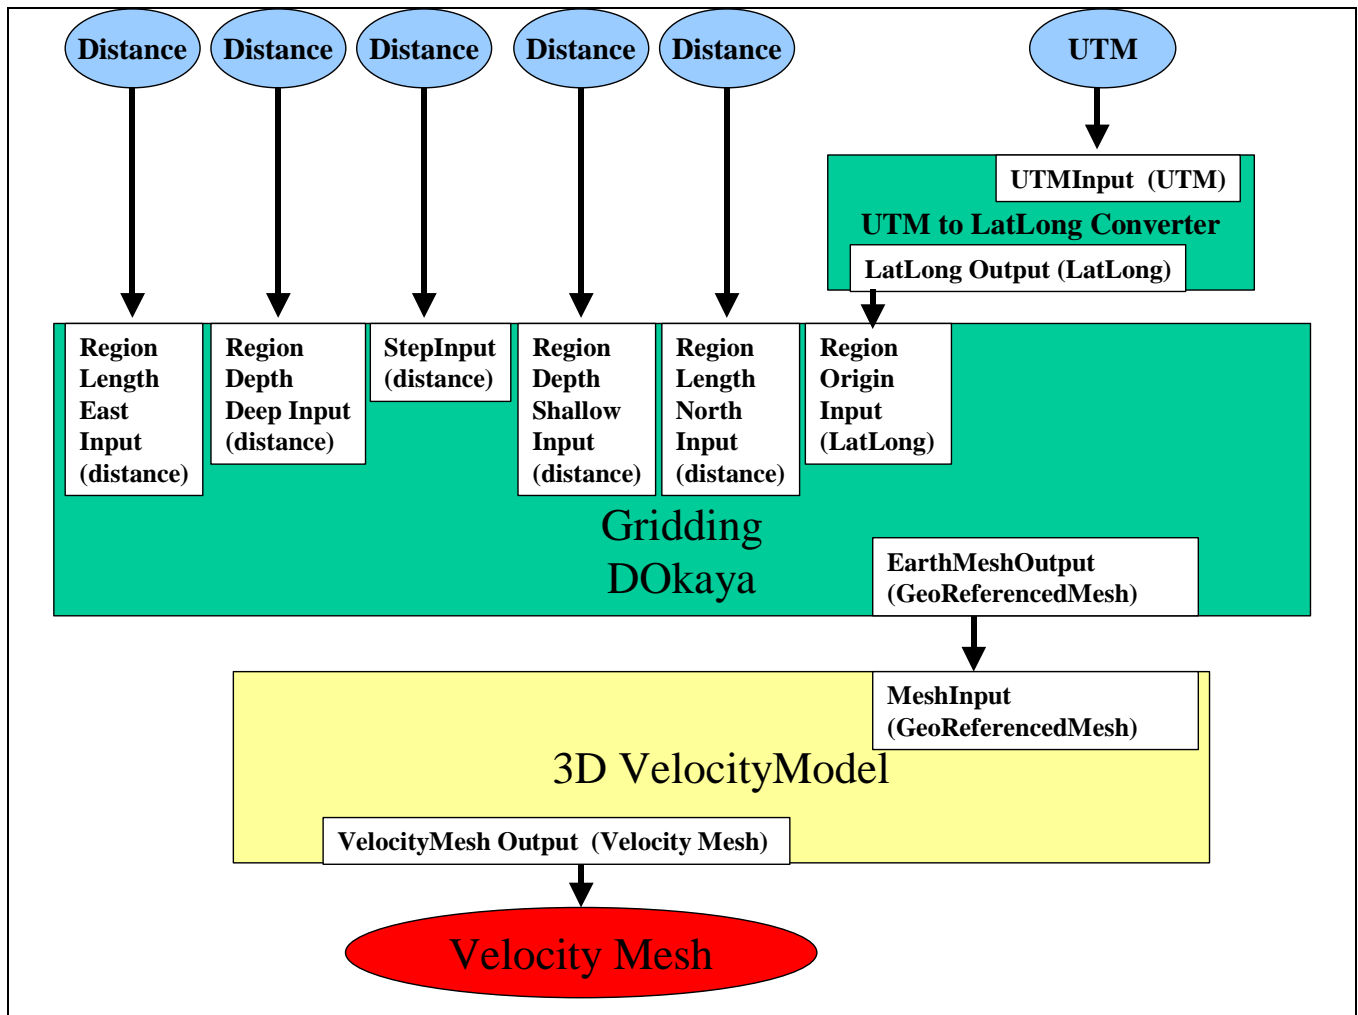 Distance
Distance
Distance
Distance
Distance
UTM
UTMInput (UTM)
UTM to LatLong Converter
LatLong Output (LatLong)
Region
Length
East
Input
(distance)
Region
Depth
Deep Input
(distance)
StepInput
(distance)
Region
Depth
Shallow
Input
(distance)
Region
Length
North
Input
(distance)
Region
Origin
Input
(LatLong)
Gridding
DOkaya
EarthMeshOutput
(GeoReferencedMesh)
MeshInput
(GeoReferencedMesh)
3D VelocityModel
VelocityMesh Output (Velocity Mesh)
Velocity Mesh